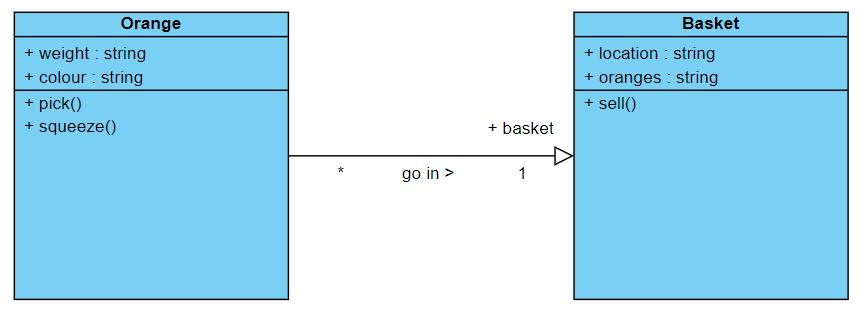 Orange
+ weight : string
+ colour : string
+ pick()
+ squeeze()
+ basket
* go in > 1
Basket
+ location : string
+ oranges : string
+ sell()